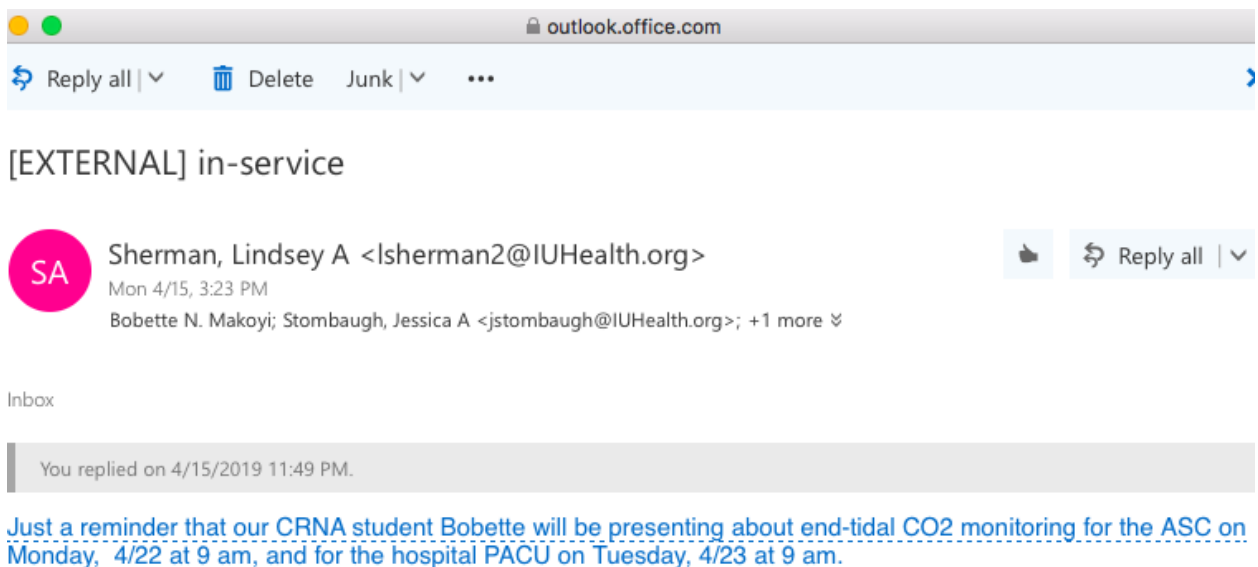 outlook.office.com
Reply all | Delete Junk | •••
[EXTERNAL] in-service
SA
Sherman, Lindsey A <lsherman2@IUHealth.org>
Reply all |
Mon 4/15, 3:23 PM
Bobette N. Makoyi; Stombaugh, Jessica A <jstombaugh@IUHealth.org>; +1 more
Inbox
You replied on 4/15/2019 11:49 PM.
Just a reminder that our CRNA student Bobette will be presenting about end-tidal CO2 monitoring for the ASC on
Monday,  4/22 at 9 am, and for the hospital PACU on Tuesday, 4/23 at 9 am.